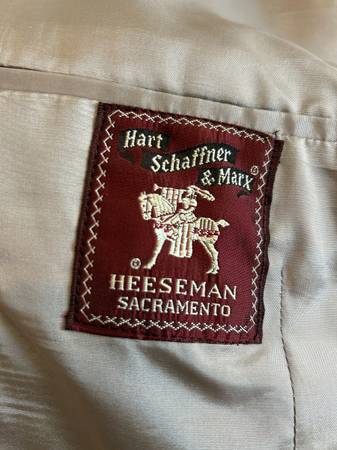 Hart
Schaffner
& Marx®
®
HEESEMAN
SACRAMENTO